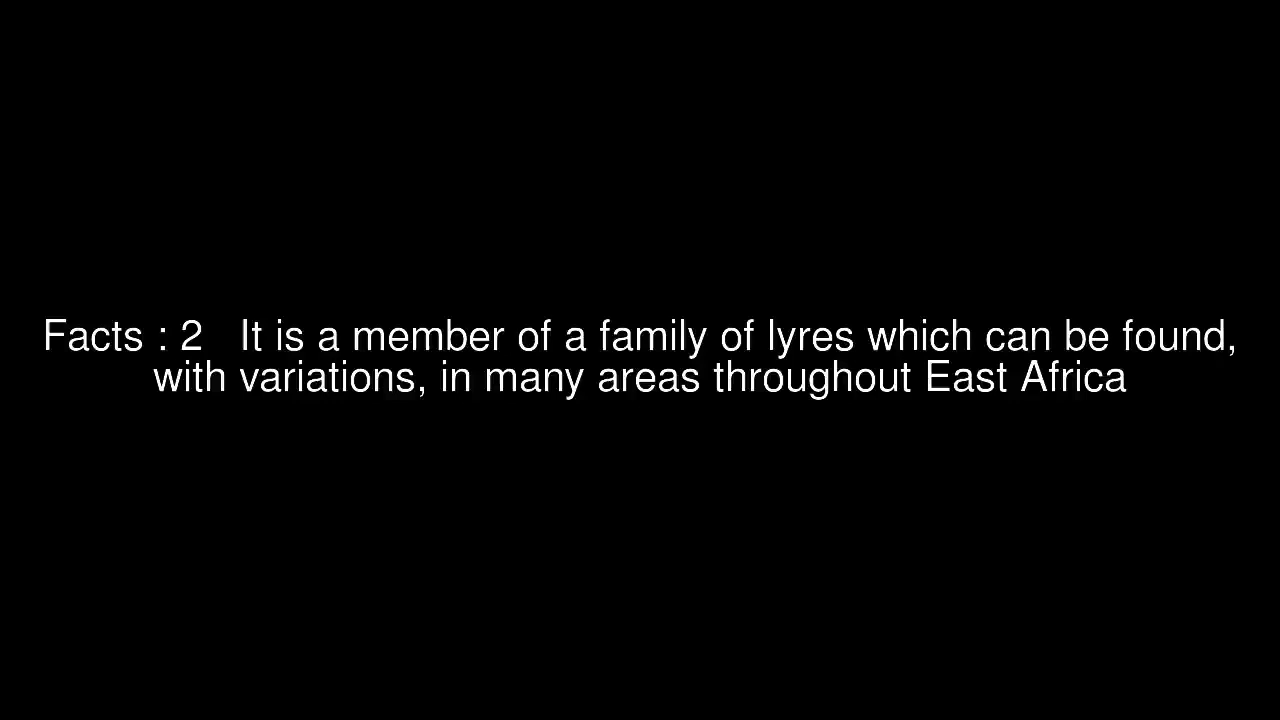 Facts : 2   It is a member of a family of lyres which can be found,
with variations, in many areas throughout East Africa